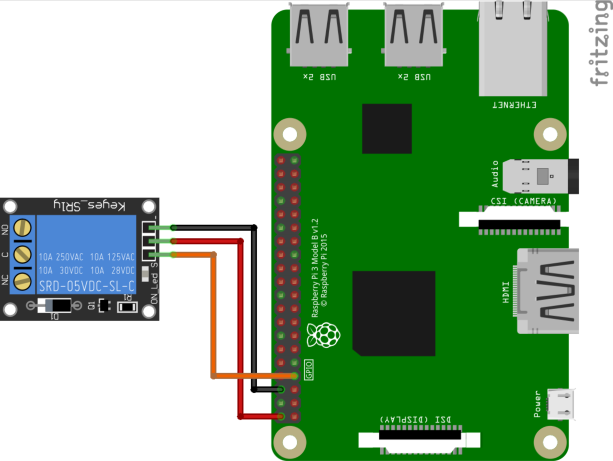 fritzing
USB 2x
USB 2x
ETHERNET
Audio
CSI (CAMERA)
HDMI
Raspberry Pi 3 Model B v1.2
© Raspberry Pi 2015
GPIO
Power
DSI (DISPLAY)
Keyes_SRly
NO
C
NC
10A 250VAC 10A 125VAC
10A 30VDC 10A 28VDC
SRD-05VDC-SL-C
-
S
ON_Led
D1
Q1
R1